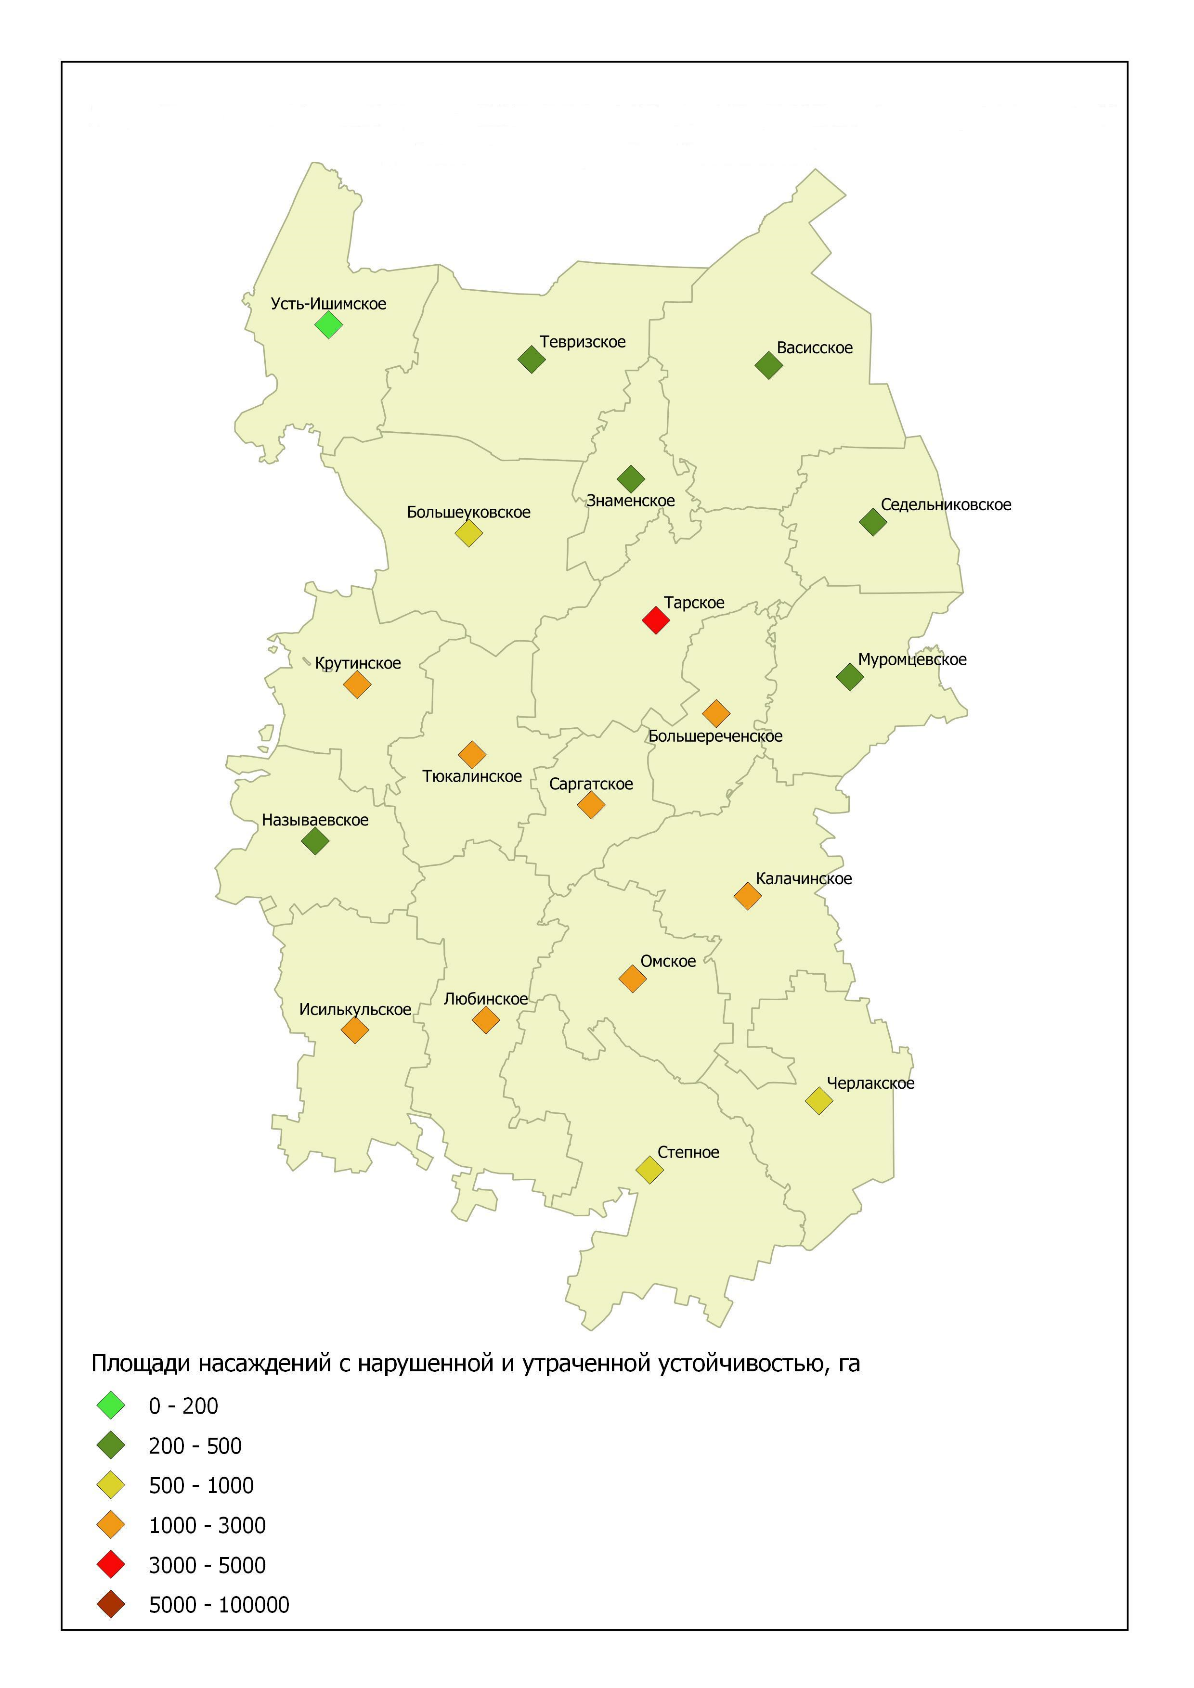 Усть-Ишимское
Тевризское
Васисское
Знаменское
Седельниковское
Большеуковское
Тарское
Муромцевское
Крутинское
Большереченское
Тюкалинское
Саргатское
Называевское
Калачинское
Омское
Любинское
Исилькульское
Черлакское
Степное
Площади насаждений с нарушенной и утраченной устойчивостью, га
0 - 200
200 - 500
500 - 1000
1000 - 3000
3000 - 5000
5000 - 100000